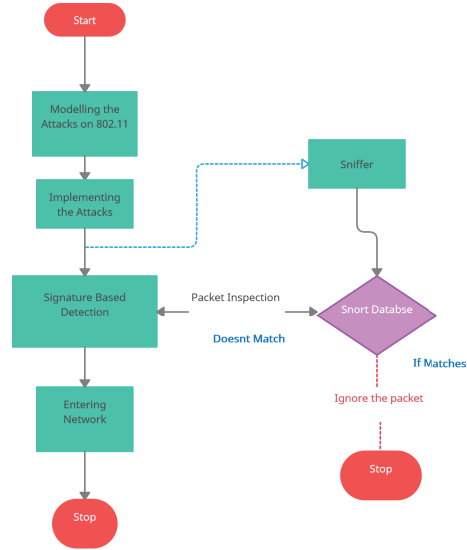 Start
Modelling the
Attacks on 802.11
Implementing
the Attacks
Sniffer
Signature Based
Detection
Packet Inspection
Snort Databse
Doesnt Match
If Matches
Entering
Network
Ignore the packet
Stop
Stop